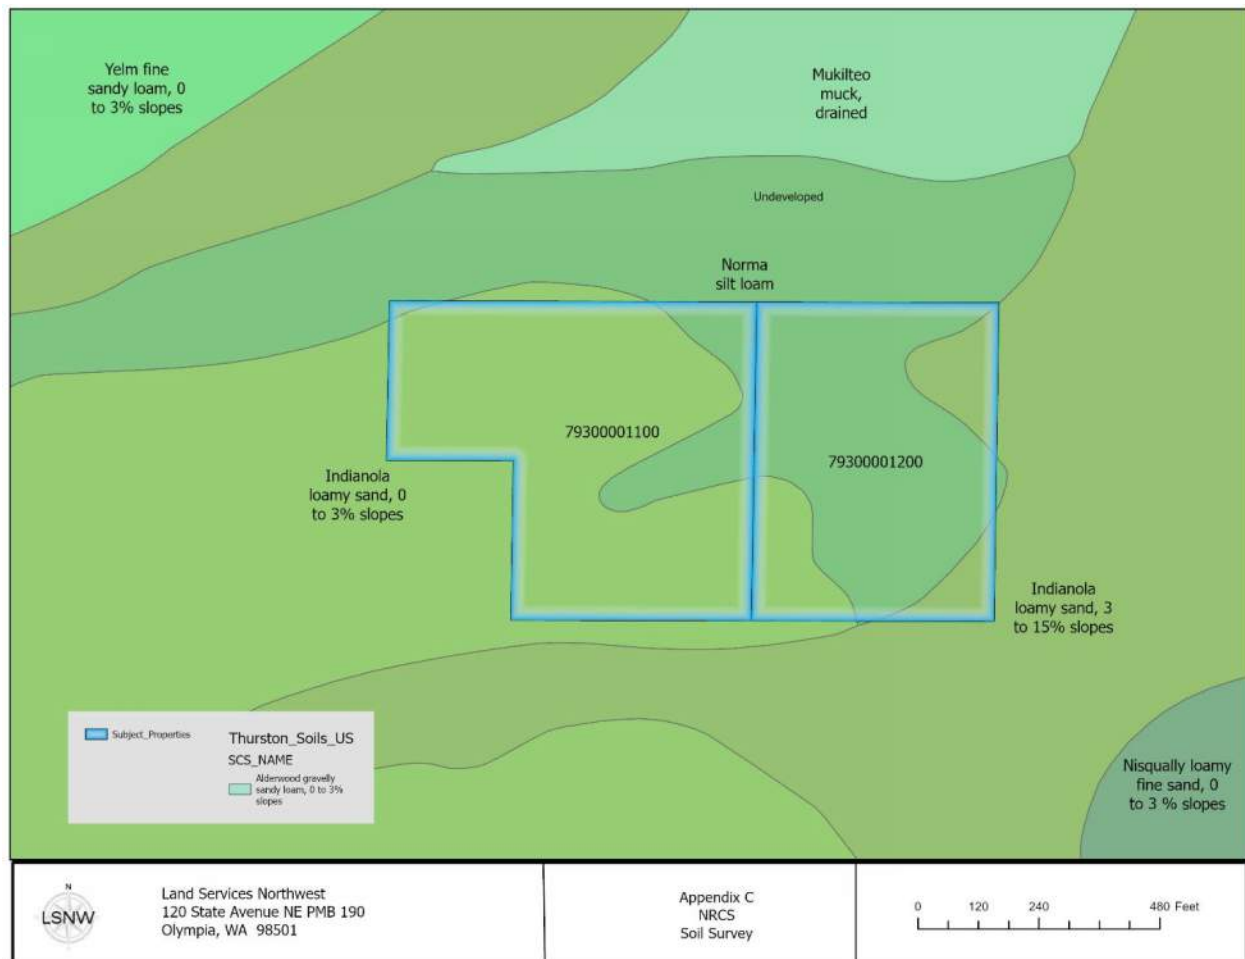 Yelm fine
sandy loam, 0
to 3% slopes
Mukilteo
muck,
drained
Undeveloped
Norma
silt loam
79300001100
79300001200
Indianola
loamy sand, 0
to 3% slopes
Indianola
loamy sand, 3
to 15% slopes
Subject_Properties
Thurston_Soils_US
SCS_NAME
Alderwood gravelly
sandy loam, 0 to 3%
slopes
Nisqually loamy
fine sand, 0
to 3 % slopes
N
LSNW
Land Services Northwest
120 State Avenue NE PMB 190
Olympia, WA 98501
Appendix C
NRCS
Soil Survey
0 120 240 480 Feet